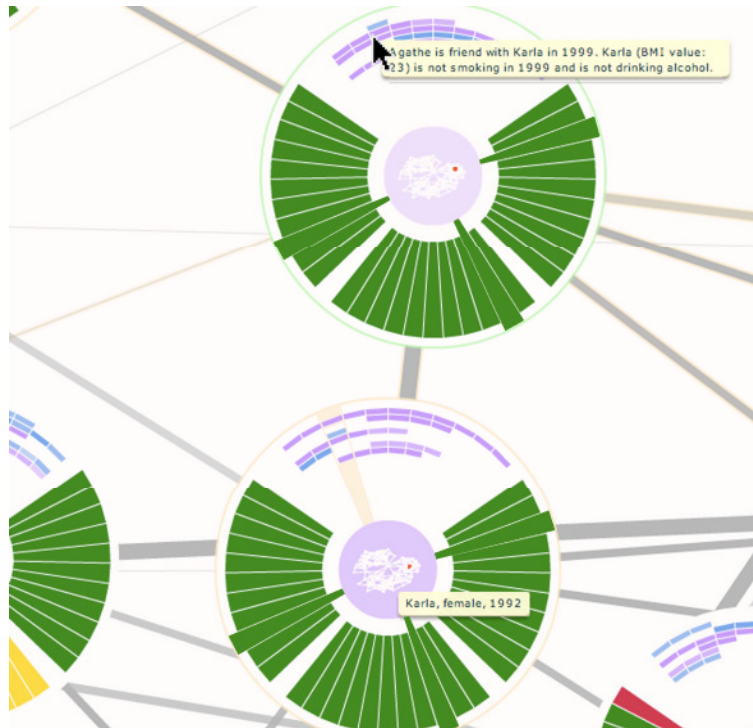 Agathe is friend with Karla in 1999. Karla (BMI value:
23) is not smoking in 1999 and is not drinking alcohol.
Karla, female, 1992